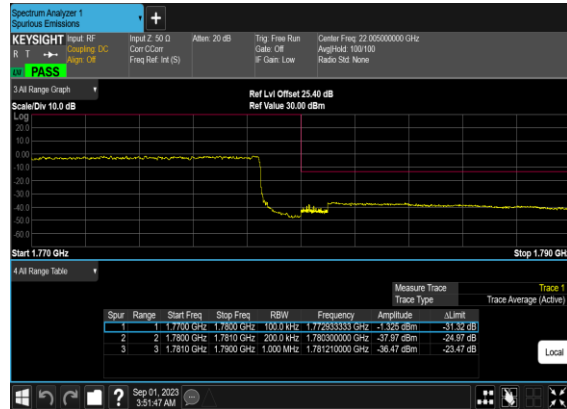 Spectrum Analyzer 1
Spurious Emissions
+
KEYSIGHT Input: RF Input Z: 50 Ω Atten: 20 dB Trig: Free Run Center Freq: 22.005000000 GHz
R T Coupling: DC Corr CCorr Gate: Off Avg|Hold: 100/100
Align: Off Freq Ref: Int (S) IF Gain: Low Radio Std: None
PASS
3 All Range Graph
Ref Lvl Offset 25.40 dB
Scale/Div 10.0 dB Ref Value 30.00 dBm
Log
20.0
10.0
0.00
-10.0
-20.0
-30.0
-40.0
-50.0
-60.0
Start 1.770 GHz Stop 1.790 GHz
4 All Range Table
Measure Trace Trace 1
Trace Type Trace Average (Active)
Spur Range Start Freq Stop Freq RBW Frequency Amplitude ΔLimit
1 1 1.7700 GHz 1.7800 GHz 100.0 kHz 1.772933333 GHz -1.325 dBm -31.32 dB
2 2 1.7800 GHz 1.7810 GHz 200.0 kHz 1.780300000 GHz -37.97 dBm -24.97 dB
3 3 1.7810 GHz 1.7900 GHz 1.000 MHz 1.781210000 GHz -36.47 dBm -23.47 dB
Local
?
Sep 01, 2023
3:51:47 AM